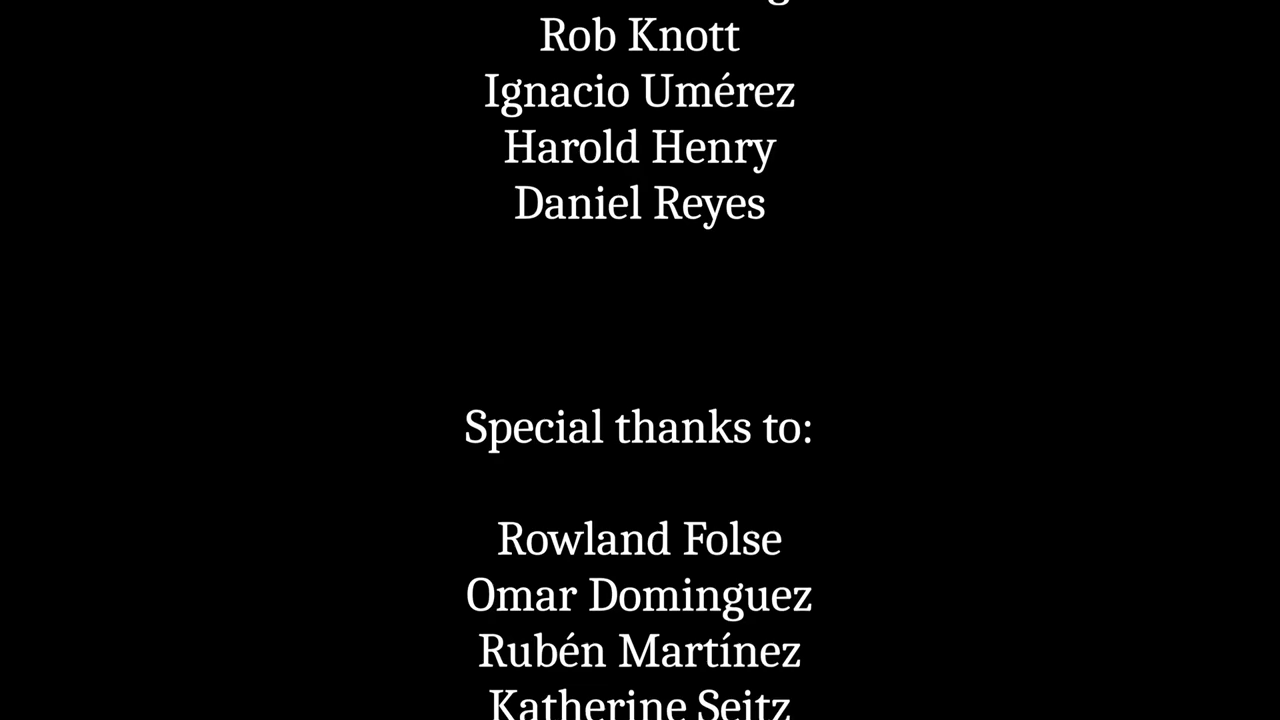 Rob Knott
Ignacio Umérez
Harold Henry
Daniel Reyes
Special thanks to:
Rowland Folse
Omar Dominguez
Rubén Martínez
Katherine Seitz